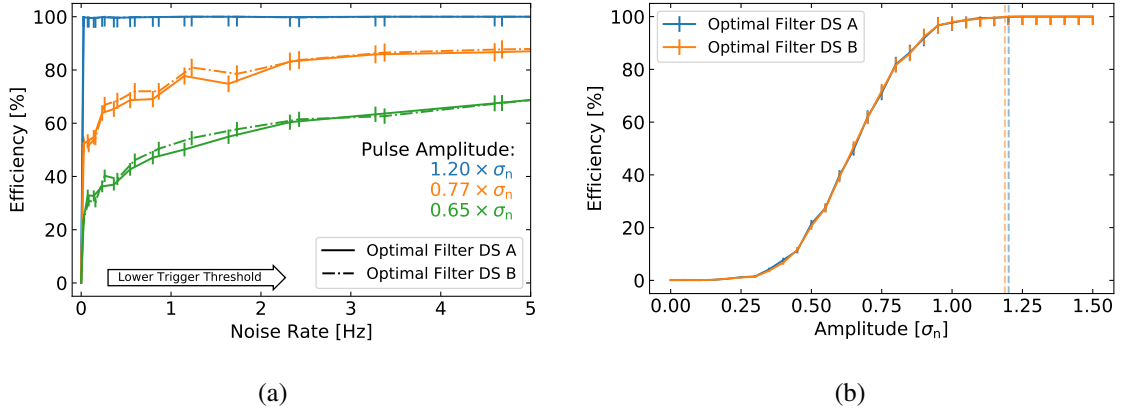 100
80
60
40
20
0
Efficiency [%]
Pulse Amplitude:
1.20 × σn
0.77 × σn
0.65 × σn
Optimal Filter DS A
Optimal Filter DS B
Lower Trigger Threshold
0 1 2 3 4 5
Noise Rate [Hz]
(a)
100
80
60
40
20
0
Efficiency [%]
Optimal Filter DS A
Optimal Filter DS B
0.00 0.25 0.50 0.75 1.00 1.25 1.50
Amplitude [σn]
(b)